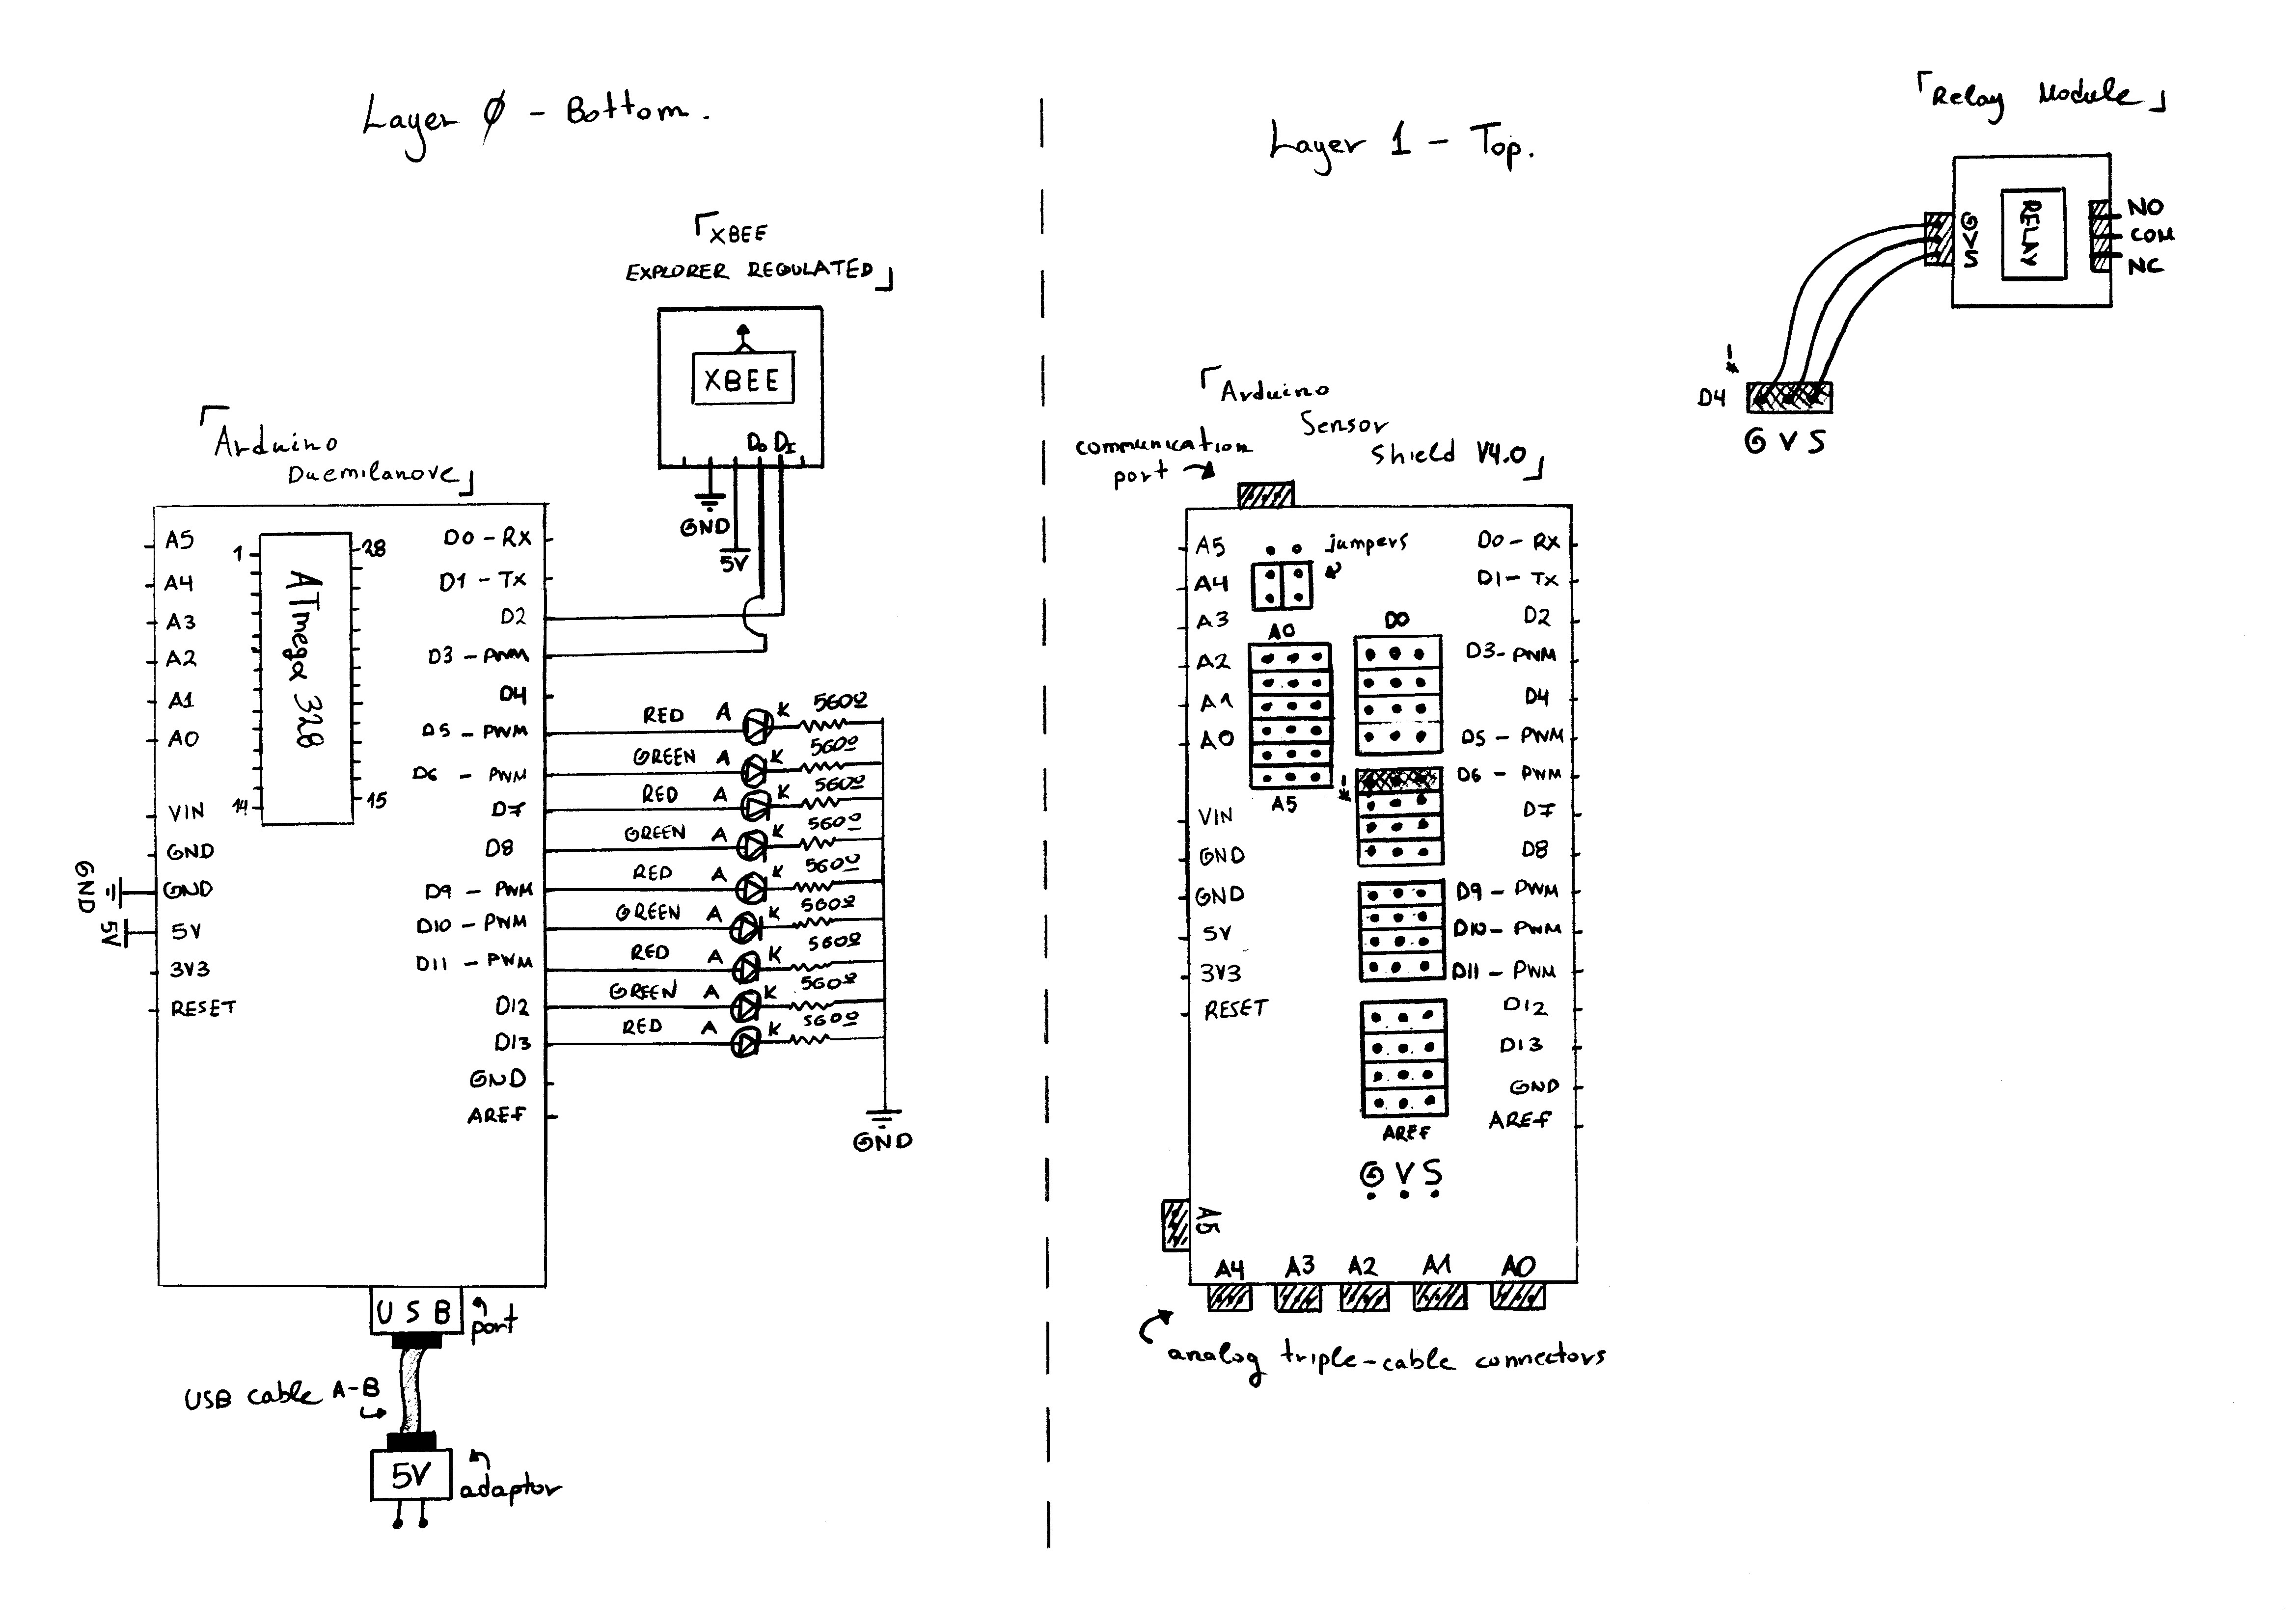 Layer 0 - Bottom.
「XBEE
EXPLORER REGULATED」
XBEE
Do DI
GND
5V
「Arduino
Duemilanove」
A5
A4
A3
A2
A1
A0
VIN
GND
GND
5V
3V3
RESET
GND
5V
1
28
ATmega 328
14
15
D0 - RX
D1 - TX
D2
D3 - PWM
D4
D5 - PWM
D6 - PWM
D7
D8
D9 - PWM
D10 - PWM
D11 - PWM
D12
D13
GND
AREF
RED A K 560Ω
GREEN A K 560Ω
RED A K 560Ω
GREEN A K 560Ω
RED A K 560Ω
GREEN A K 560Ω
RED A K 560Ω
GREEN A K 560Ω
RED A K 560Ω
GND
USB
port
USB cable A-B
5V
adaptor
Layer 1 - Top.
「Relay Module」
GVS
RELAY
NO
COM
NC
*1
D4
G V S
「Arduino
Sensor
Shield V4.0」
communication
port
A5
A4
A3
A2
A1
A0
VIN
GND
GND
5V
3V3
RESET
jumpers
A0
A5
D0
*1
AREF
G V S
D0 - RX
D1 - TX
D2
D3 - PWM
D4
D5 - PWM
D6 - PWM
D7
D8
D9 - PWM
D10 - PWM
D11 - PWM
D12
D13
GND
AREF
A5
A4 A3 A2 A1 A0
analog triple-cable connectors